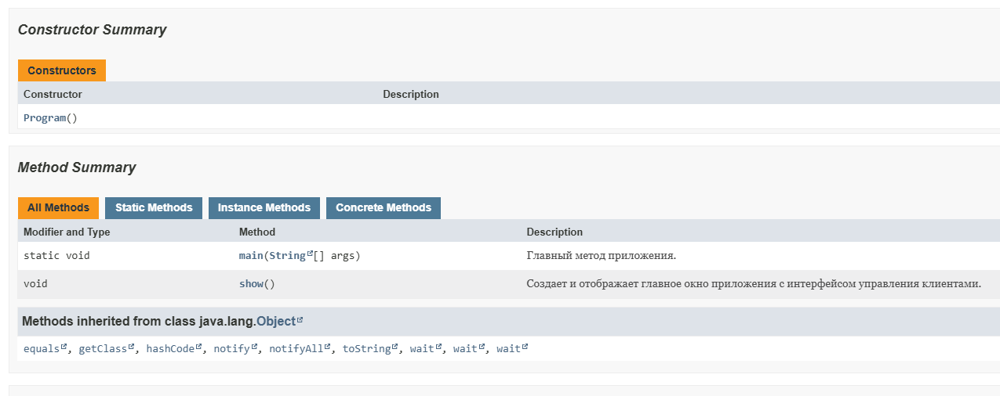 Constructor Summary
Constructors
Constructor Description
Program()
Method Summary
All Methods Static Methods Instance Methods Concrete Methods
Modifier and Type Method Description
static void main(String[] args) Главный метод приложения.
void show() Создает и отображает главное окно приложения с интерфейсом управления клиентами.
Methods inherited from class java.lang.Object
equals, getClass, hashCode, notify, notifyAll, toString, wait, wait, wait